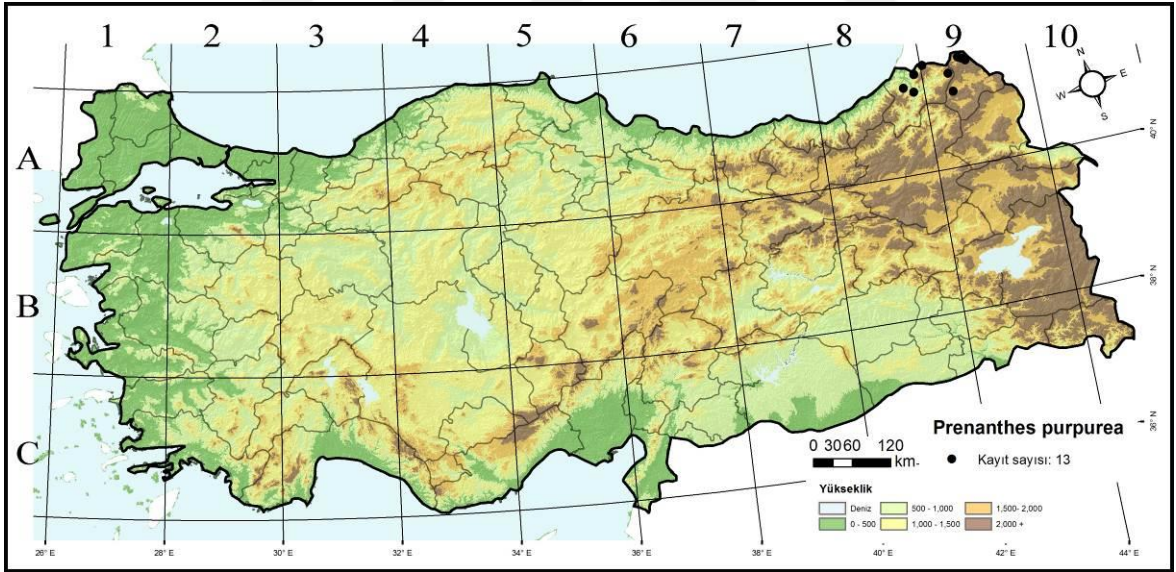 1 2 3 4 5 6 7 8 9 10
A
B
C
N
W E
S
40° N
38° N
36° N
Prenanthes purpurea
Kayıt sayısı: 13
0 30 60 120
km
Yükseklik
Deniz
500 - 1,000
1,500- 2,000
0 - 500
1,000 - 1,500
2,000 +
26° E 28° E 30° E 32° E 34° E 36° E 38° E 40° E 42° E 44° E